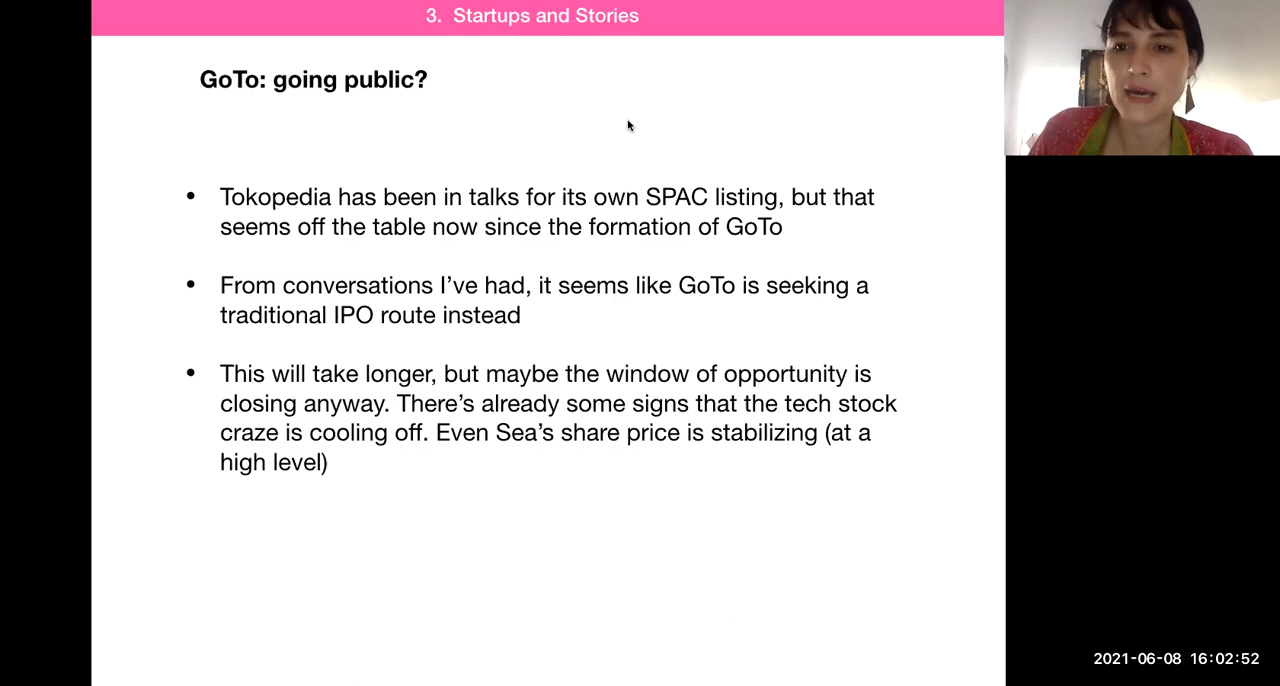 3. Startups and Stories
GoTo: going public?
• Tokopedia has been in talks for its own SPAC listing, but that
seems off the table now since the formation of GoTo
• From conversations I’ve had, it seems like GoTo is seeking a
traditional IPO route instead
• This will take longer, but maybe the window of opportunity is
closing anyway. There’s already some signs that the tech stock
craze is cooling off. Even Sea’s share price is stabilizing (at a
high level)
2021-06-08 16:02:52